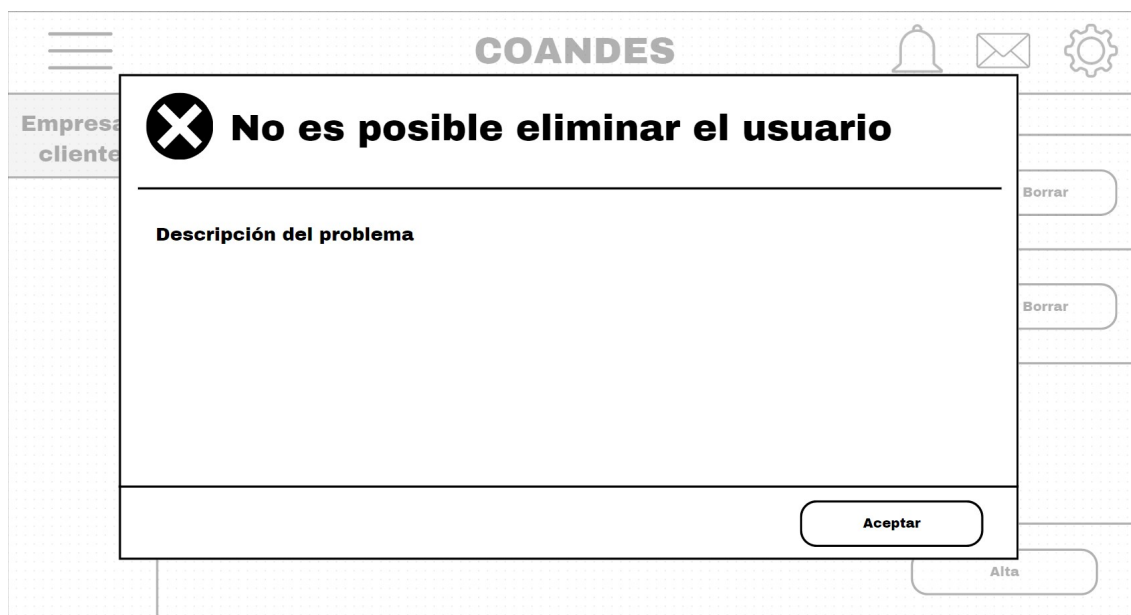 COANDES
Empresa
cliente
No es posible eliminar el usuario
Descripción del problema
Borrar
Borrar
Aceptar
Alta